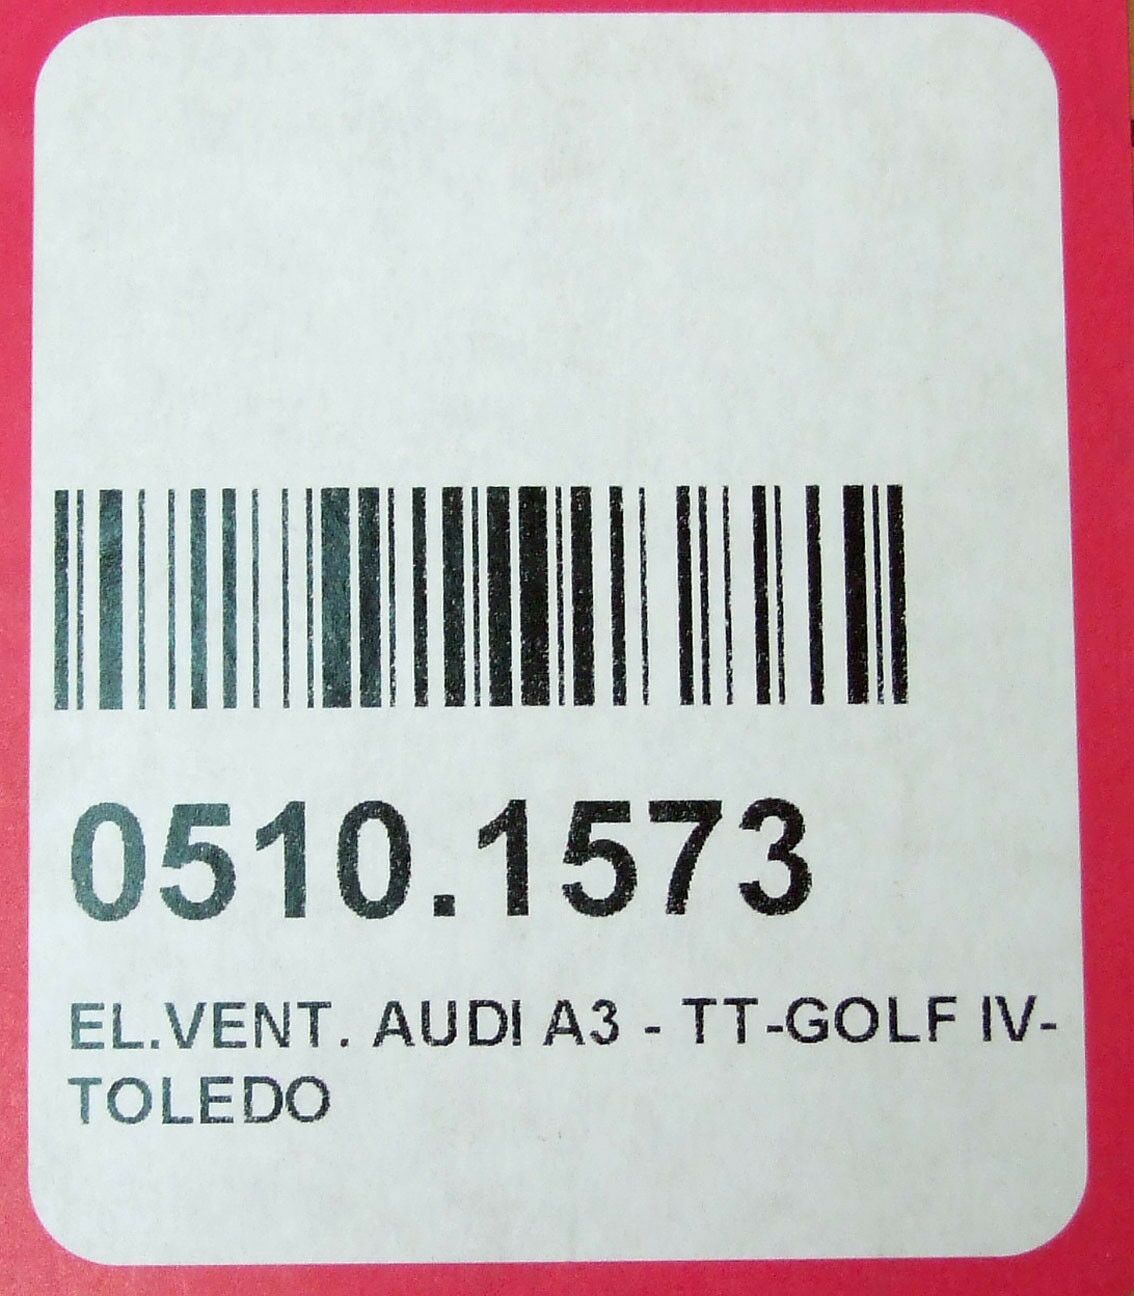 0510.1573
EL.VENT. AUDI A3 - TT-GOLF IV-
TOLEDO